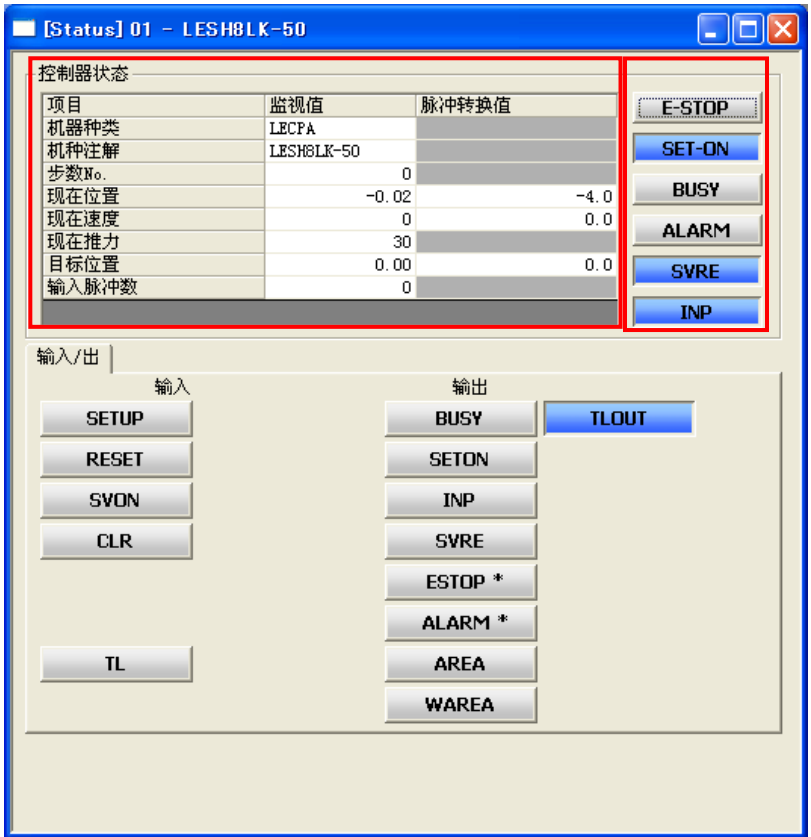 [Status] 01 - LESH8LK-50
控制器状态
项目 监视值 脉冲转换值
机器种类 LECPA
机种注解 LESH8LK-50
步数No. 0
现在位置 -0.02 -4.0
现在速度 0 0.0
现在推力 30
目标位置 0.00 0.0
输入脉冲数 0
E-STOP
SET-ON
BUSY
ALARM
SVRE
INP
输入/出
输入 输出
SETUP BUSY TLOUT
RESET SETON
SVON INP
CLR SVRE
ESTOP *
ALARM *
TL AREA
WAREA